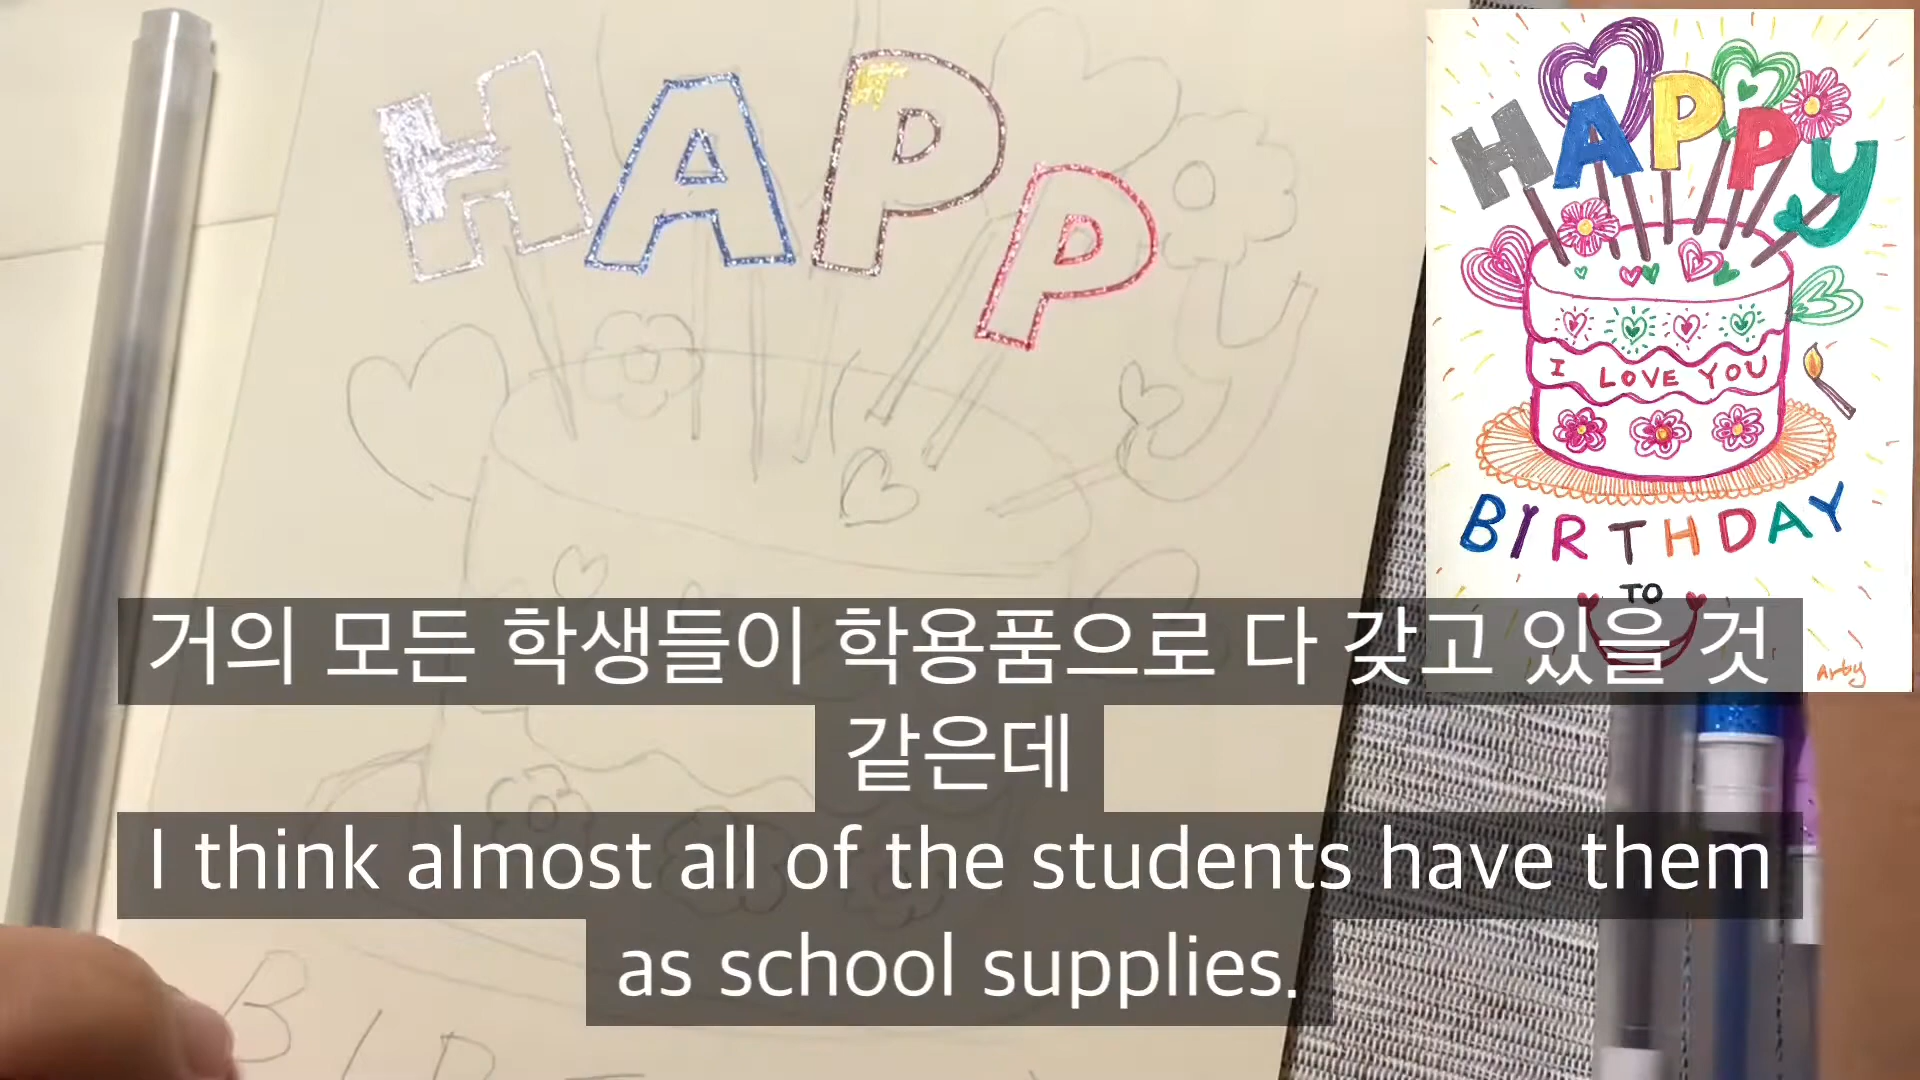 HAPP
y
BIR
HAPPY
I LOVE YOU
BIRTHDAY
TO
Arby
거의 모든 학생들이 학용품으로 다 갖고 있을 것
같은데
I think almost all of the students have them
as school supplies.